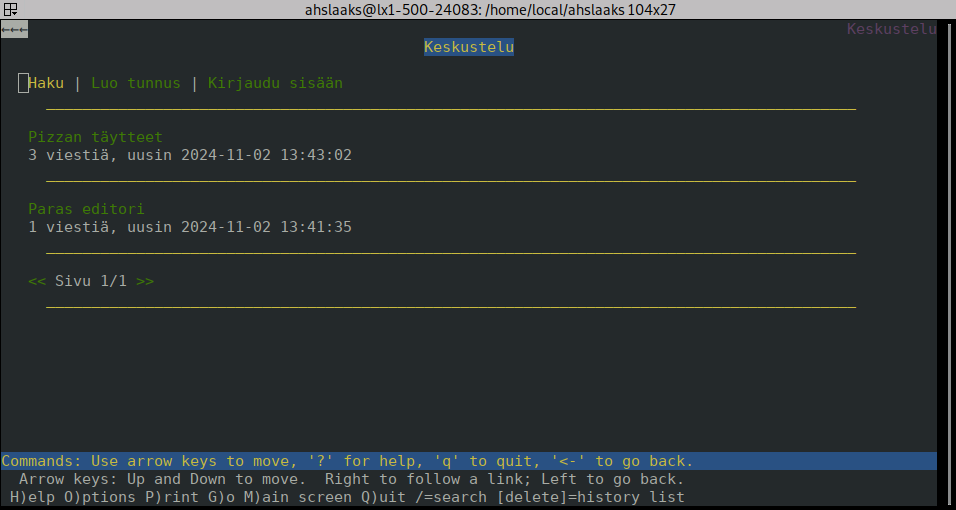 ahslaaks@lx1-500-24083: /home/local/ahslaaks 104x27
←←← Keskustelu
Keskustelu
Haku | Luo tunnus | Kirjaudu sisään
Pizzan täytteet
3 viestiä, uusin 2024-11-02 13:43:02
Paras editori
1 viestiä, uusin 2024-11-02 13:41:35
<< Sivu 1/1 >>
Commands: Use arrow keys to move, '?' for help, 'q' to quit, '<-' to go back.
Arrow keys: Up and Down to move.  Right to follow a link; Left to go back.
H)elp O)ptions P)rint G)o M)ain screen Q)uit /=search [delete]=history list